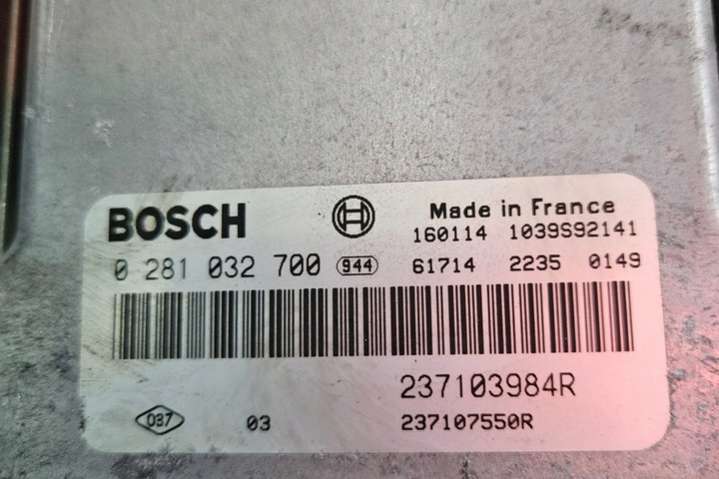 BOSCH
Made in France
160114 1039S92141
0 281 032 700 944 61714 2235 0149
237103984R
037 03 237107550R